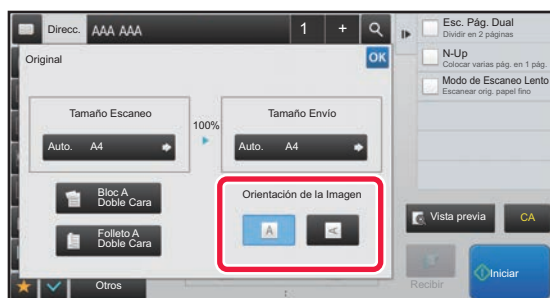 Direcc. AAA AAA 1 +
Original
OK
Tamaño Escaneo
Auto. A4
100%
Tamaño Envío
Auto. A4
Bloc A
Doble Cara
Folleto A
Doble Cara
Orientación de la Imagen
A A
Otros
Esc. Pág. Dual
Dividir en 2 páginas
N-Up
Colocar varias pág. en 1 pág.
Modo de Escaneo Lento
Escanear orig. papel fino
Vista previa
CA
Recibir
Iniciar